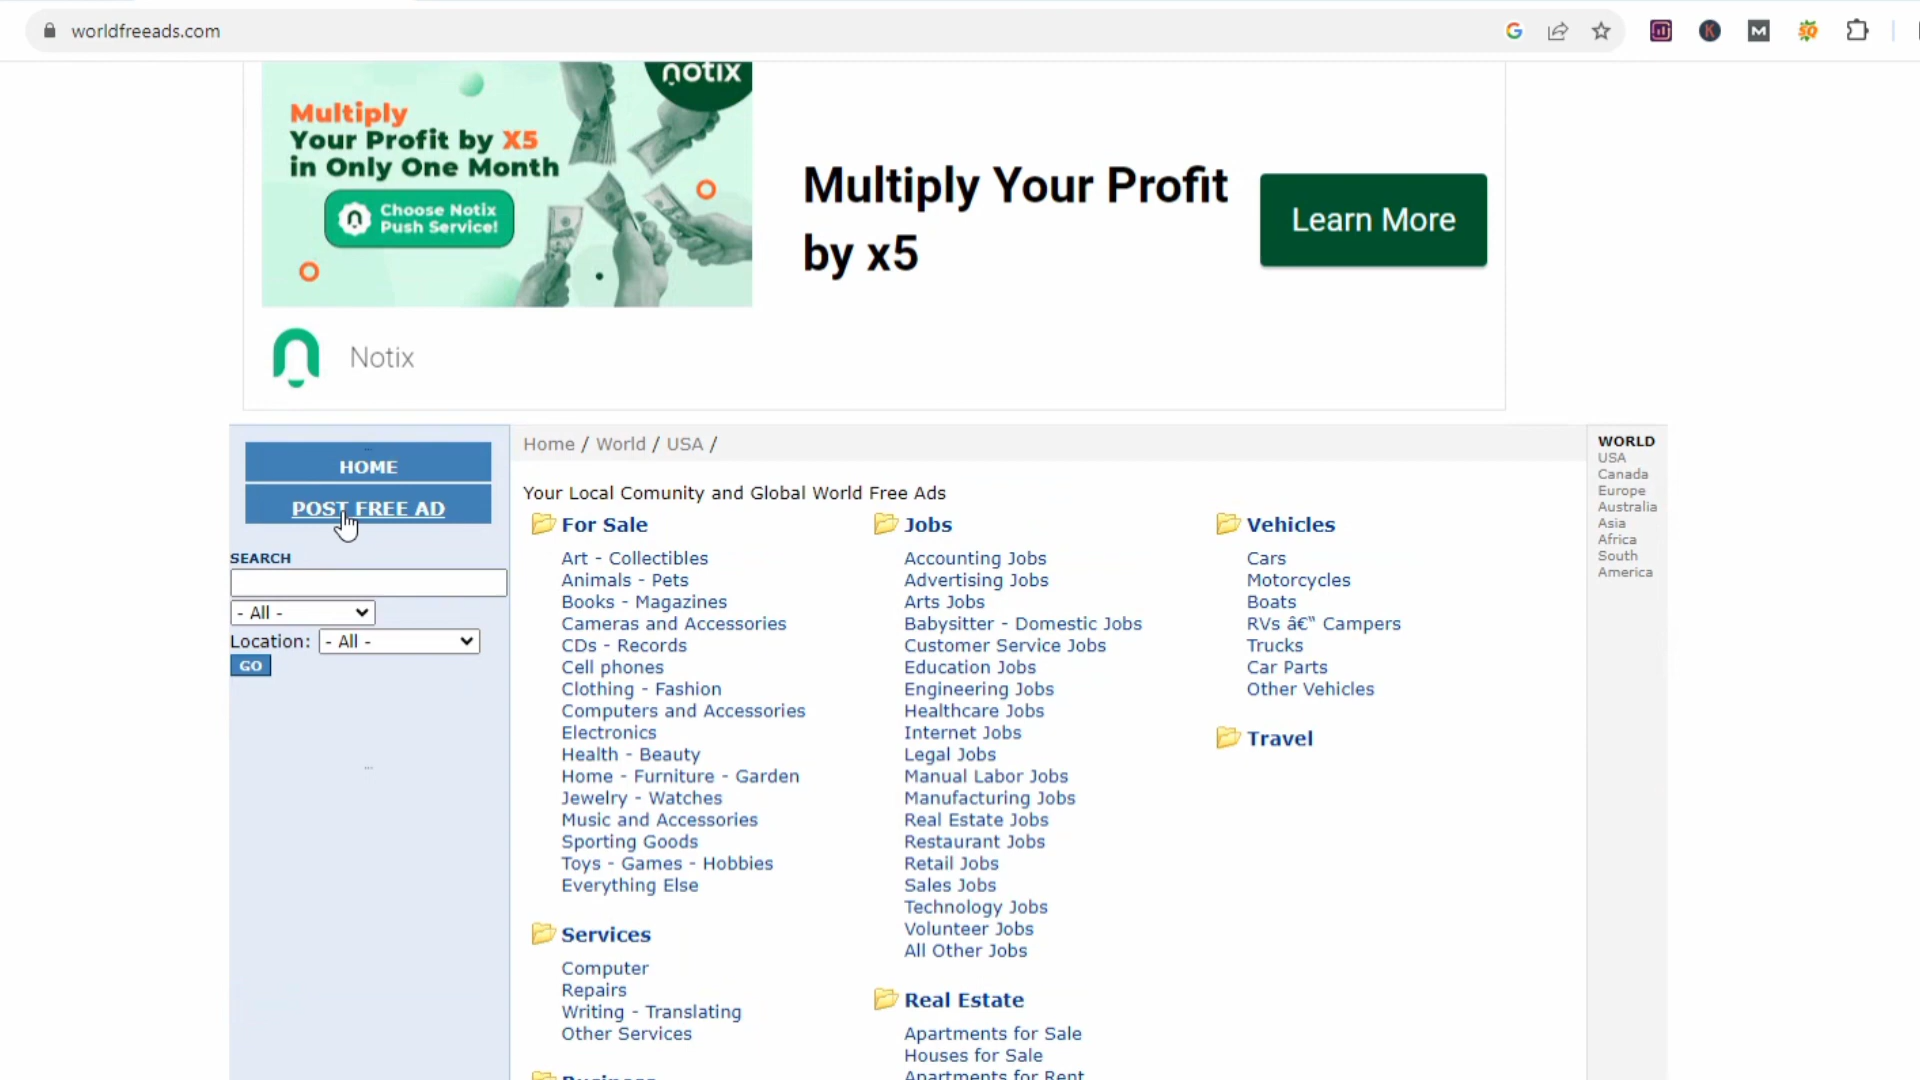 worldfreeads.com
notix
Multiply
Your Profit by X5
in Only One Month
Choose Notix
Push Service!
Multiply Your Profit
by x5
Learn More
Notix
HOME
POST FREE AD
SEARCH
- All -
Location: - All -
GO
...
Home / World / USA /
Your Local Comunity and Global World Free Ads
For Sale
Art - Collectibles
Animals - Pets
Books - Magazines
Cameras and Accessories
CDs - Records
Cell phones
Clothing - Fashion
Computers and Accessories
Electronics
Health - Beauty
Home - Furniture - Garden
Jewelry - Watches
Music and Accessories
Sporting Goods
Toys - Games - Hobbies
Everything Else
Services
Computer
Repairs
Writing - Translating
Other Services
Jobs
Accounting Jobs
Advertising Jobs
Arts Jobs
Babysitter - Domestic Jobs
Customer Service Jobs
Education Jobs
Engineering Jobs
Healthcare Jobs
Internet Jobs
Legal Jobs
Manual Labor Jobs
Manufacturing Jobs
Real Estate Jobs
Restaurant Jobs
Retail Jobs
Sales Jobs
Technology Jobs
Volunteer Jobs
All Other Jobs
Real Estate
Apartments for Sale
Houses for Sale
Apartments for Rent
Vehicles
Cars
Motorcycles
Boats
RVs â€“ Campers
Trucks
Car Parts
Other Vehicles
Travel
WORLD
USA
Canada
Europe
Australia
Asia
Africa
South
America